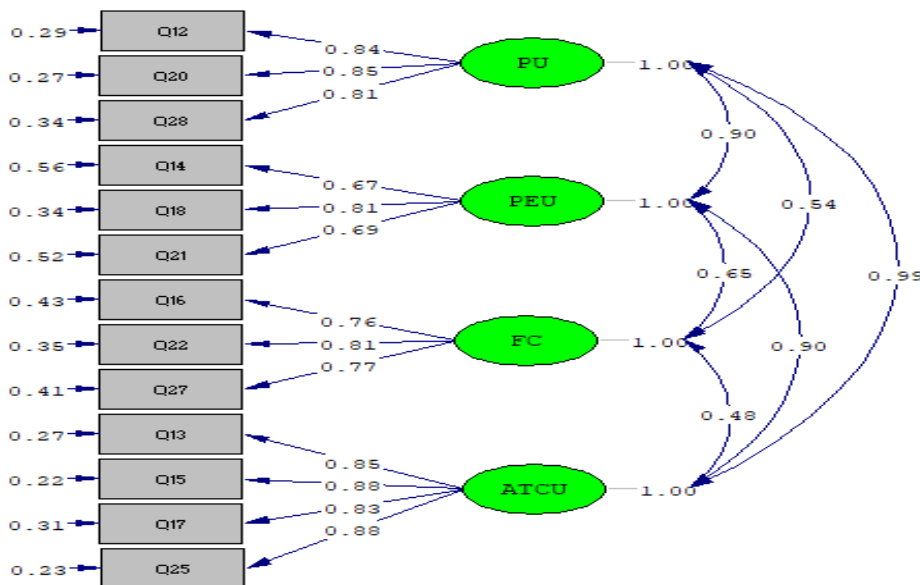 0.29 Q12
0.84 PU 1.00
0.27 Q20
0.85
0.81
0.34 Q28
0.90
0.56 Q14
0.67
0.34 Q18
0.81 PEU 1.00 0.54
0.69
0.52 Q21
0.65 0.99
0.43 Q16
0.76
0.35 Q22
0.81 FC 1.00 0.90
0.77
0.41 Q27
0.48
0.27 Q13
0.85
0.22 Q15
0.88 ATCU 1.00
0.83
0.31 Q17
0.88
0.23 Q25